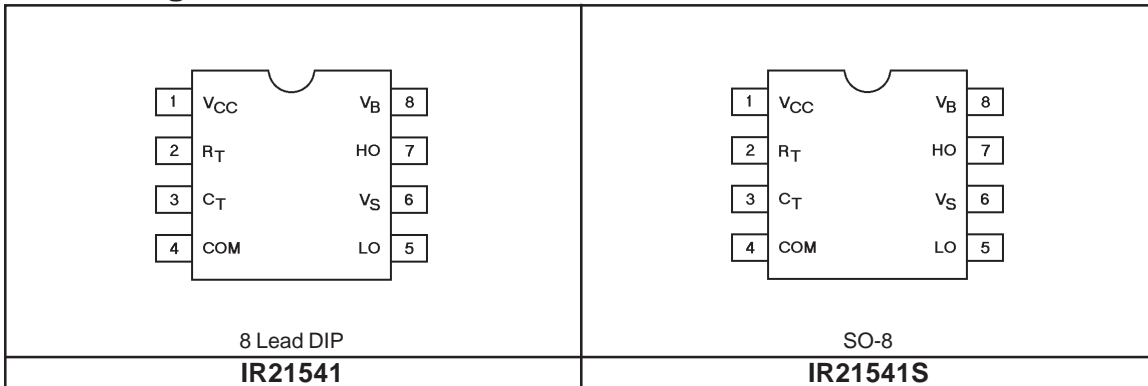 1 VCC VB 8
2 RT HO 7
3 CT VS 6
4 COM LO 5
8 Lead DIP
IR21541
1 VCC VB 8
2 RT HO 7
3 CT VS 6
4 COM LO 5
SO-8
IR21541S